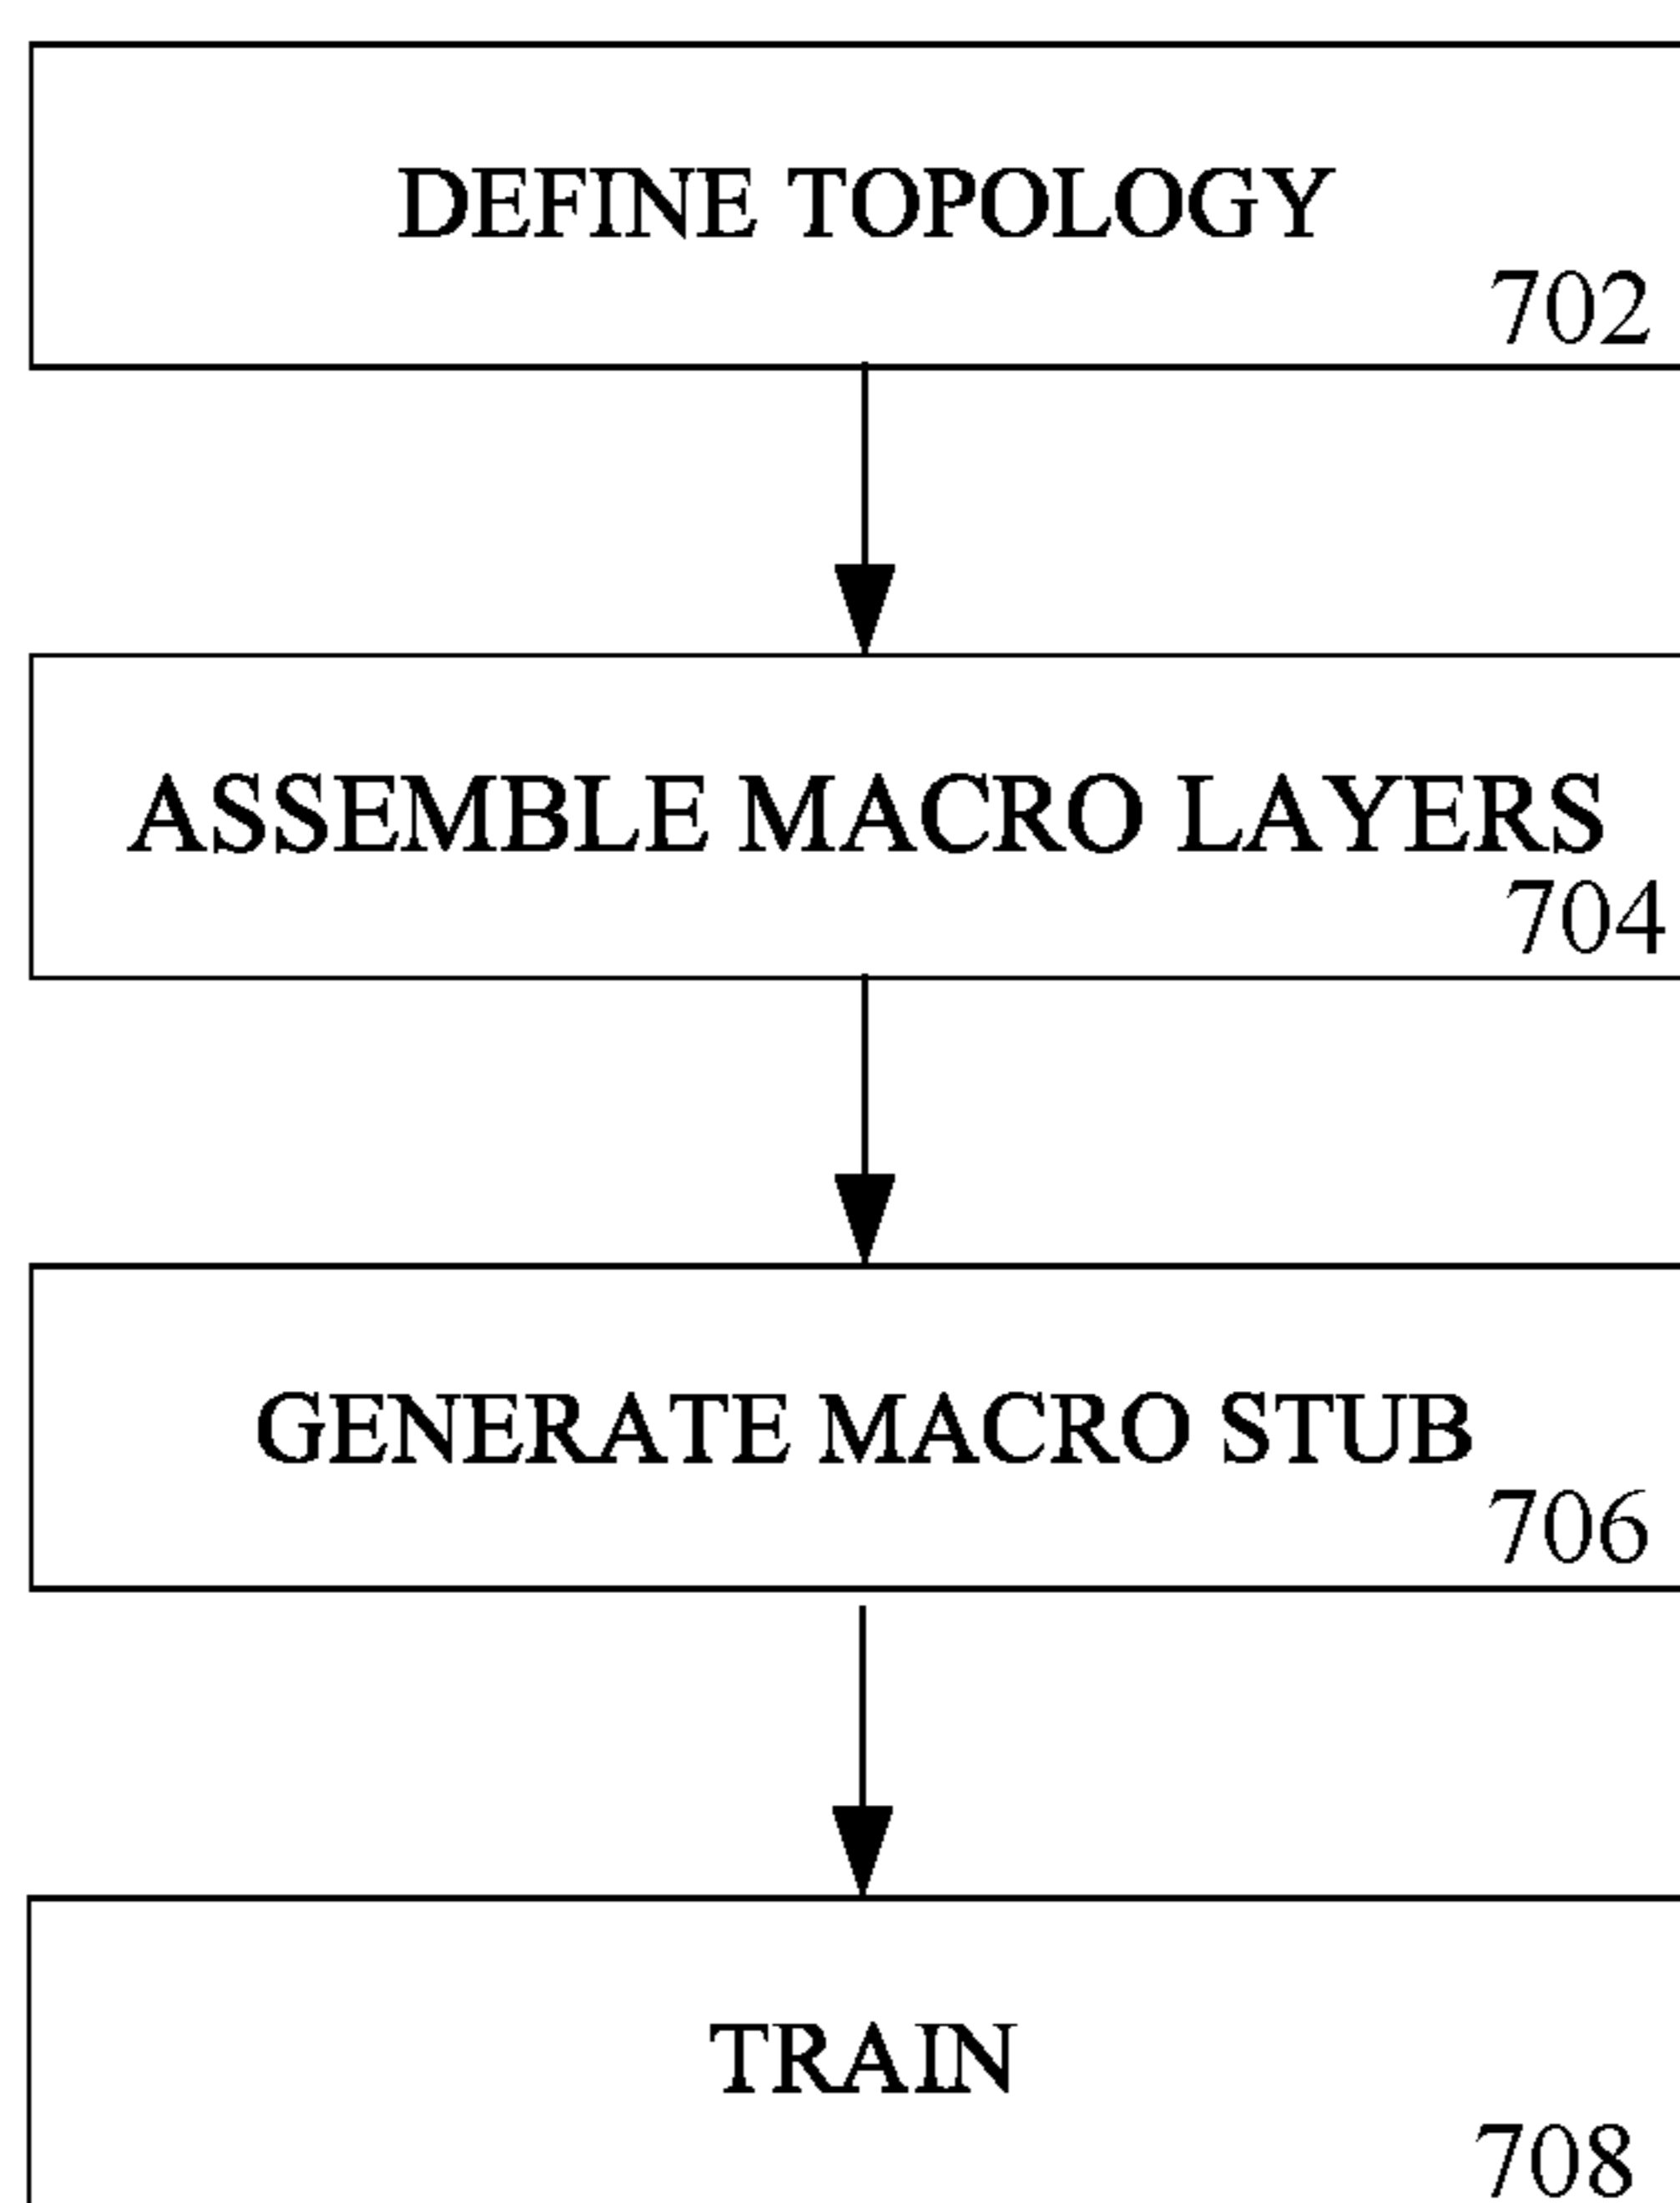 DEFINE TOPOLOGY
702
ASSEMBLE MACRO LAYERS
704
GENERATE MACRO STUB
706
TRAIN
708